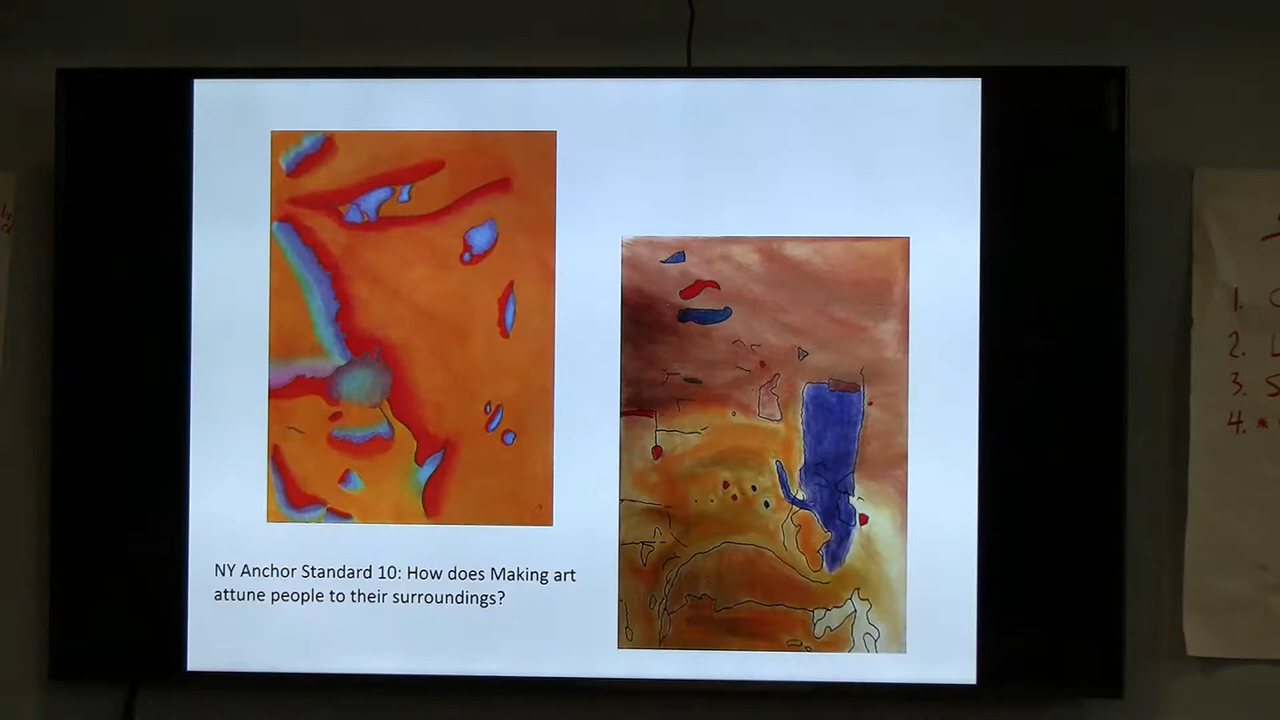 NY Anchor Standard 10: How does Making art
attune people to their surroundings?
1.
2.
3.
4. *